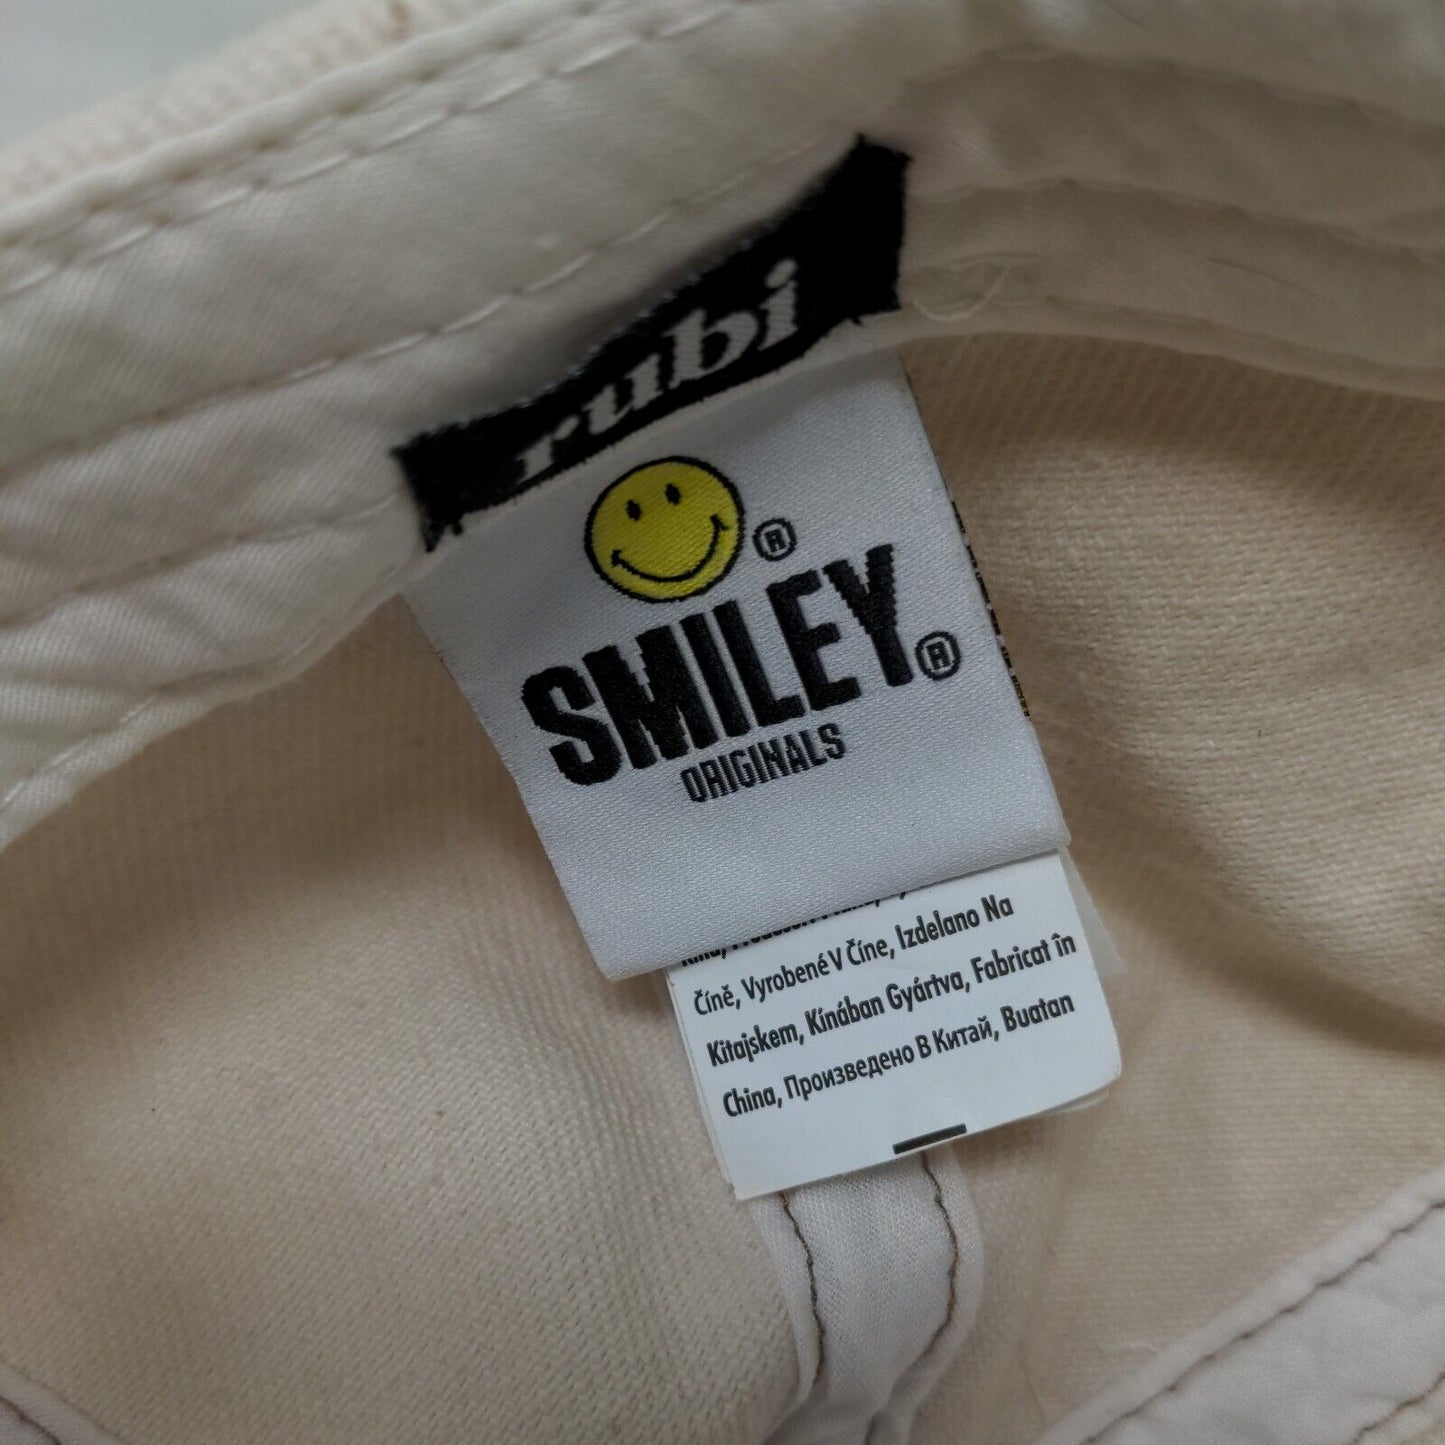 rubi
®
SMILEY®
ORIGINALS
Číně, Vyrobené V Číne, Izdelano Na
Kitajskem, Kínában Gyártva, Fabricat în
China, Произведено В Китай, Buatan